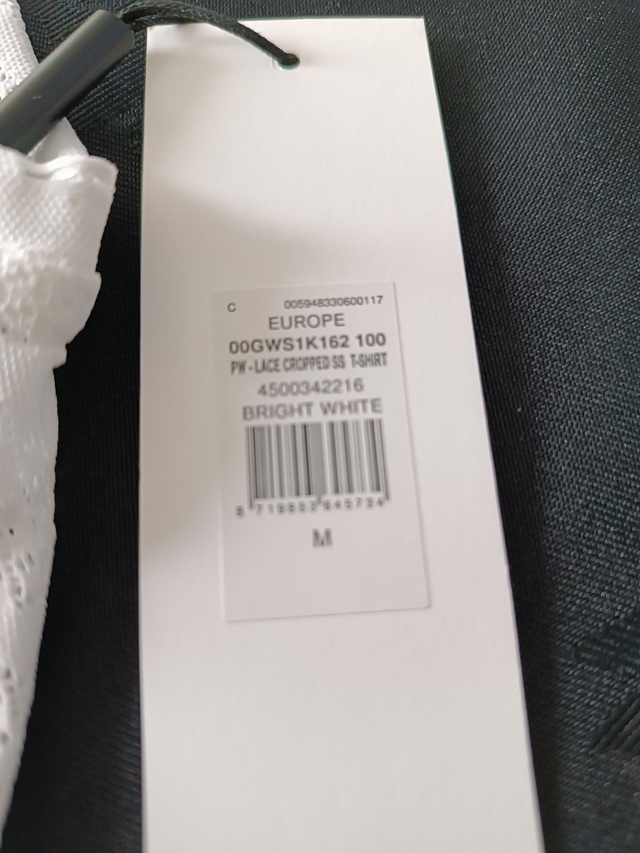 C 005948330600117
EUROPE
00GWS1K162 100
PW - LACE CROPPED SS T-SHIRT
4500342216
BRIGHT WHITE
8 719853 845734
M